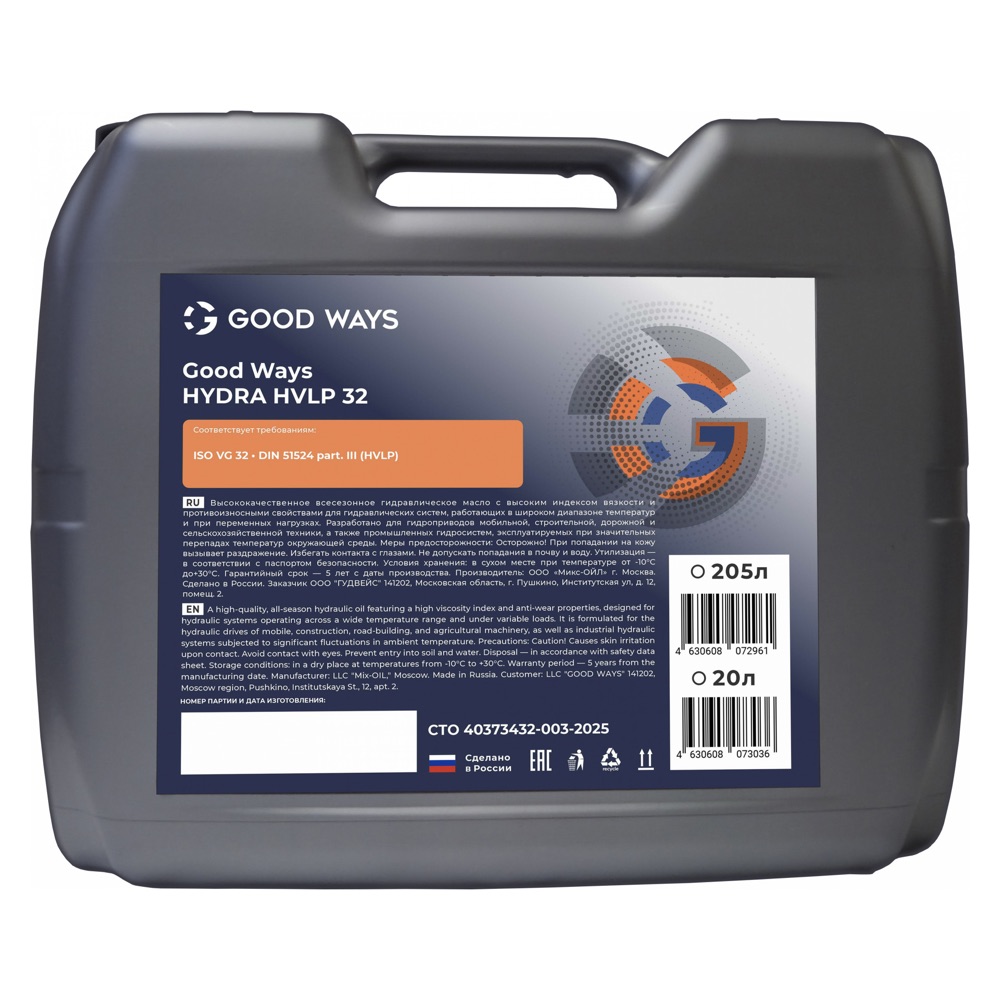 GOOD WAYS
Good Ways
HYDRA HVLP 32
Соответствует требованиям:
ISO VG 32 • DIN 51524 part. III (HVLP)
RU Высококачественное всесезонное гидравлическое масло с высоким индексом вязкости и
противоизносными свойствами для гидравлических систем, работающих в широком диапазоне температур
и при переменных нагрузках. Разработано для гидроприводов мобильной, строительной, дорожной и
сельскохозяйственной техники, а также промышленных гидросистем, эксплуатируемых при значительных
перепадах температур окружающей среды. Меры предосторожности: Осторожно! При попадании на кожу
вызывает раздражение. Избегать контакта с глазами. Не допускать попадания в почву и воду. Утилизация —
в соответствии с паспортом безопасности. Условия хранения: в сухом месте при температуре от -10°C
до+30°C. Гарантийный срок — 5 лет с даты производства. Производитель: ООО «Микс-ОЙЛ» г. Москва.
Сделано в России. Заказчик ООО "ГУДВЕЙС" 141202, Московская область, г. Пушкино, Институтская ул, д. 12,
помещ. 2.
EN A high-quality, all-season hydraulic oil featuring a high viscosity index and anti-wear properties, designed for
hydraulic systems operating across a wide temperature range and under variable loads. It is formulated for the
hydraulic drives of mobile, construction, road-building, and agricultural machinery, as well as industrial hydraulic
systems subjected to significant fluctuations in ambient temperature. Precautions: Caution! Causes skin irritation
upon contact. Avoid contact with eyes. Prevent entry into soil and water. Disposal — in accordance with safety data
sheet. Storage conditions: in a dry place at temperatures from -10°C to +30°C. Warranty period — 5 years from the
manufacturing date. Manufacturer: LLC "Mix-OIL," Moscow. Made in Russia. Customer: LLC "GOOD WAYS" 141202,
Moscow region, Pushkino, Institutskaya St., 12, apt. 2.
НОМЕР ПАРТИИ И ДАТА ИЗГОТОВЛЕНИЯ:
СТО 40373432-003-2025
Сделано
в России
EAC
recycle
205л
4 630608 072961
20л
4 630608 073036